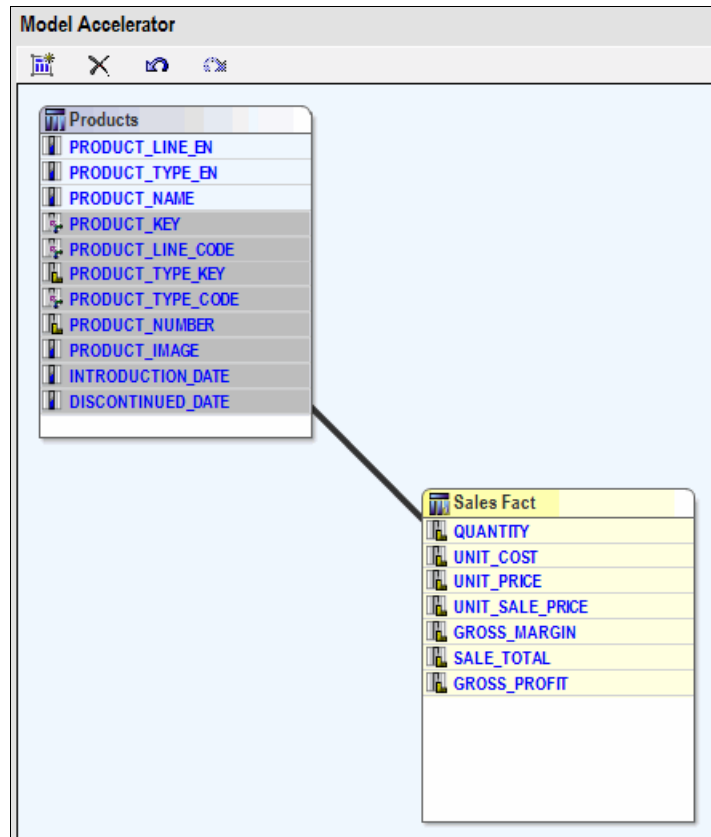 Model Accelerator
Products
PRODUCT_LINE_EN
PRODUCT_TYPE_EN
PRODUCT_NAME
PRODUCT_KEY
PRODUCT_LINE_CODE
PRODUCT_TYPE_KEY
PRODUCT_TYPE_CODE
PRODUCT_NUMBER
PRODUCT_IMAGE
INTRODUCTION_DATE
DISCONTINUED_DATE
Sales Fact
QUANTITY
UNIT_COST
UNIT_PRICE
UNIT_SALE_PRICE
GROSS_MARGIN
SALE_TOTAL
GROSS_PROFIT